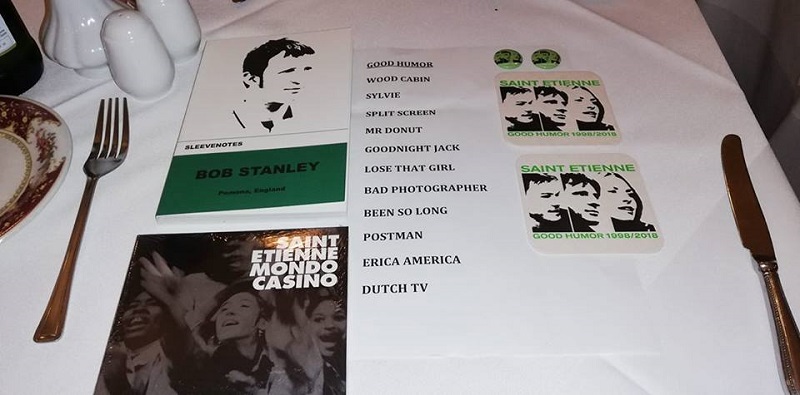 SLEEVENOTES
BOB STANLEY
Pomona, England
SAINT
ETIENNE
MONDO
CASINO
GOOD HUMOR
WOOD CABIN
SYLVIE
SPLIT SCREEN
MR DONUT
GOODNIGHT JACK
LOSE THAT GIRL
BAD PHOTOGRAPHER
BEEN SO LONG
POSTMAN
ERICA AMERICA
DUTCH TV
SAINT ETIENNE
GOOD HUMOR 1998/2018
SAINT ETIENNE
GOOD HUMOR 1998/2018